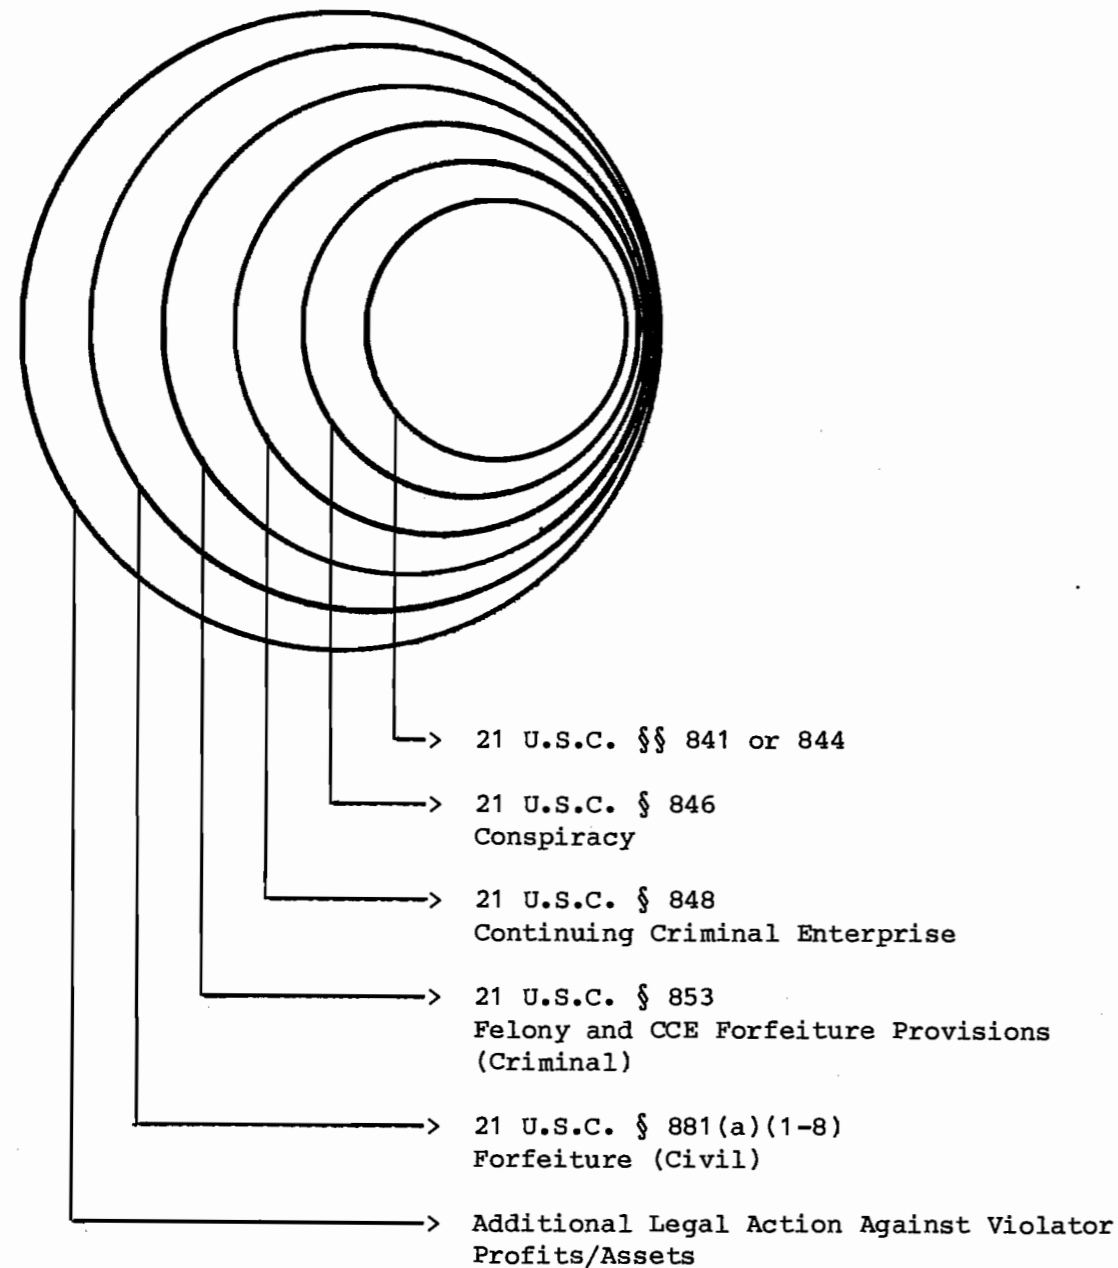 21 U.S.C. §§ 841 or 844
21 U.S.C. § 846
Conspiracy
21 U.S.C. § 848
Continuing Criminal Enterprise
21 U.S.C. § 853
Felony and CCE Forfeiture Provisions
(Criminal)
21 U.S.C. § 881(a)(1-8)
Forfeiture (Civil)
Additional Legal Action Against Violator
Profits/Assets